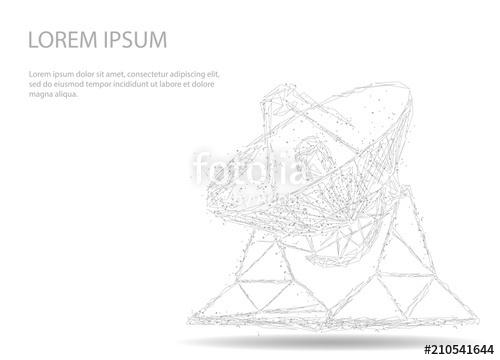 LOREM IPSUM
Lorem ipsum dolor sit amet, consectetur adipiscing elit,
sed do eiusmod tempor incididunt ut labore et dolore
magna aliqua.
fotolia
#210541644